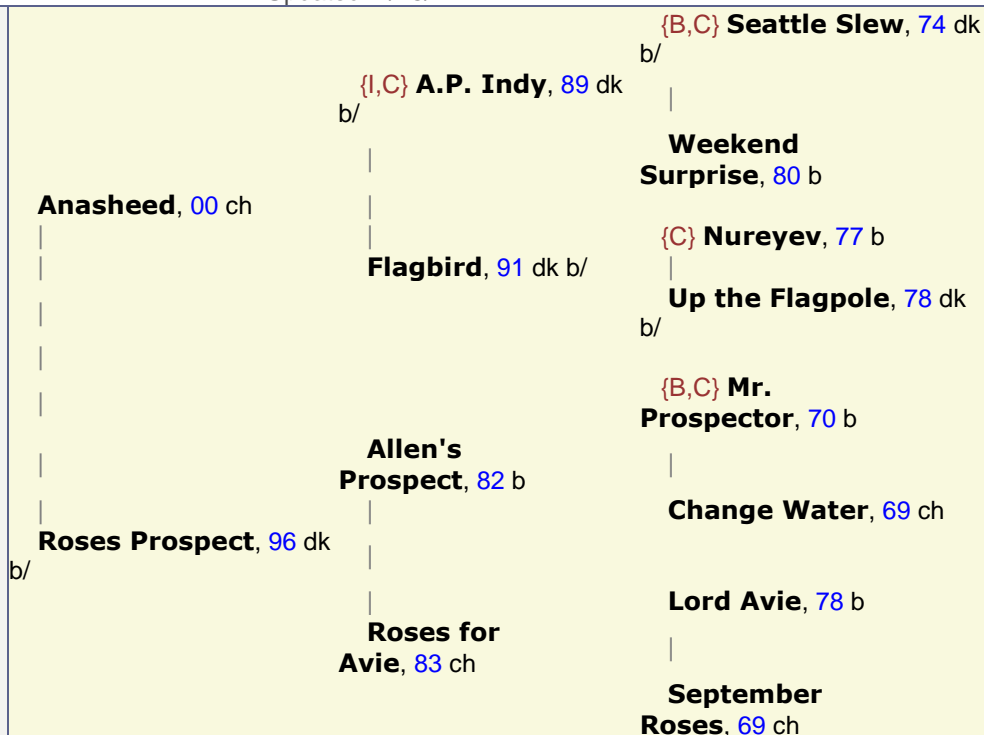 {B,C} Seattle Slew, 74 dk
b/
{I,C} A.P. Indy, 89 dk
b/
Weekend
Surprise, 80 b
Anasheed, 00 ch
{C} Nureyev, 77 b
Flagbird, 91 dk b/
Up the Flagpole, 78 dk
b/
{B,C} Mr.
Prospector, 70 b
Allen's
Prospect, 82 b
Change Water, 69 ch
Roses Prospect, 96 dk
b/
Lord Avie, 78 b
Roses for
Avie, 83 ch
September
Roses, 69 ch